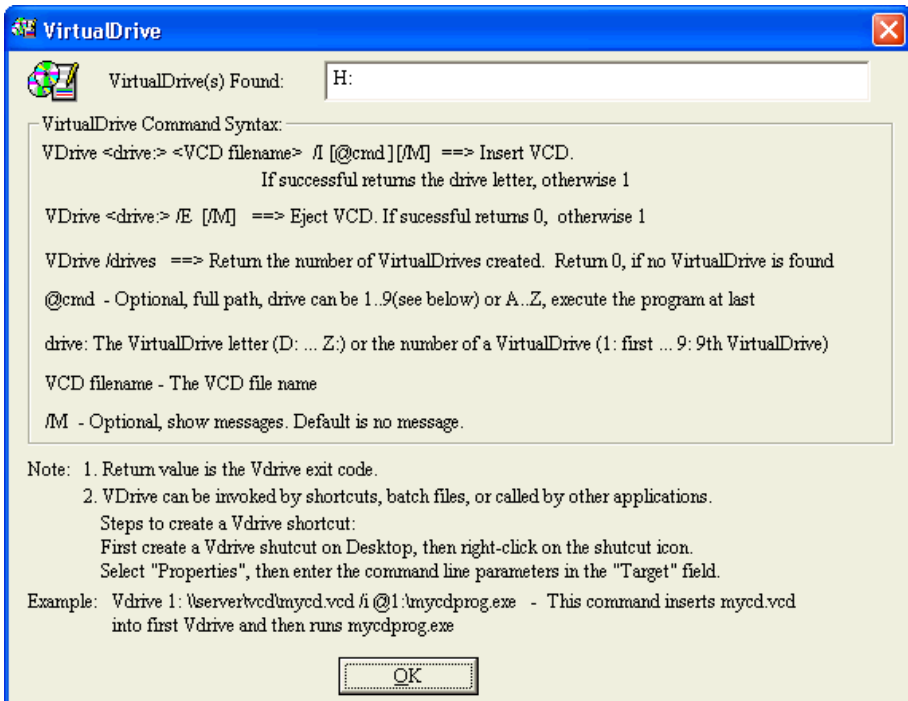 VirtualDrive
VirtualDrive(s) Found: H:
VirtualDrive Command Syntax:
VDrive <drive:> <VCD filename> /I [@cmd][/M] ==> Insert VCD.
If successful returns the drive letter, otherwise 1
VDrive <drive:> /E [/M] ==> Eject VCD. If sucessful returns 0, otherwise 1
VDrive /drives ==> Return the number of VirtualDrives created. Return 0, if no VirtualDrive is found
@cmd - Optional, full path, drive can be 1..9(see below) or A..Z, execute the program at last
drive: The VirtualDrive letter (D: ... Z:) or the number of a VirtualDrive (1: first ... 9: 9th VirtualDrive)
VCD filename - The VCD file name
/M - Optional, show messages. Default is no message.
Note: 1. Return value is the Vdrive exit code.
2. VDrive can be invoked by shortcuts, batch files, or called by other applications.
Steps to create a Vdrive shortcut:
First create a Vdrive shutcut on Desktop, then right-click on the shutcut icon.
Select "Properties", then enter the command line parameters in the "Target" field.
Example: Vdrive 1: \\server\vcd\mycd.vcd /i @1:\mycdprog.exe - This command inserts mycd.vcd
into first Vdrive and then runs mycdprog.exe
OK